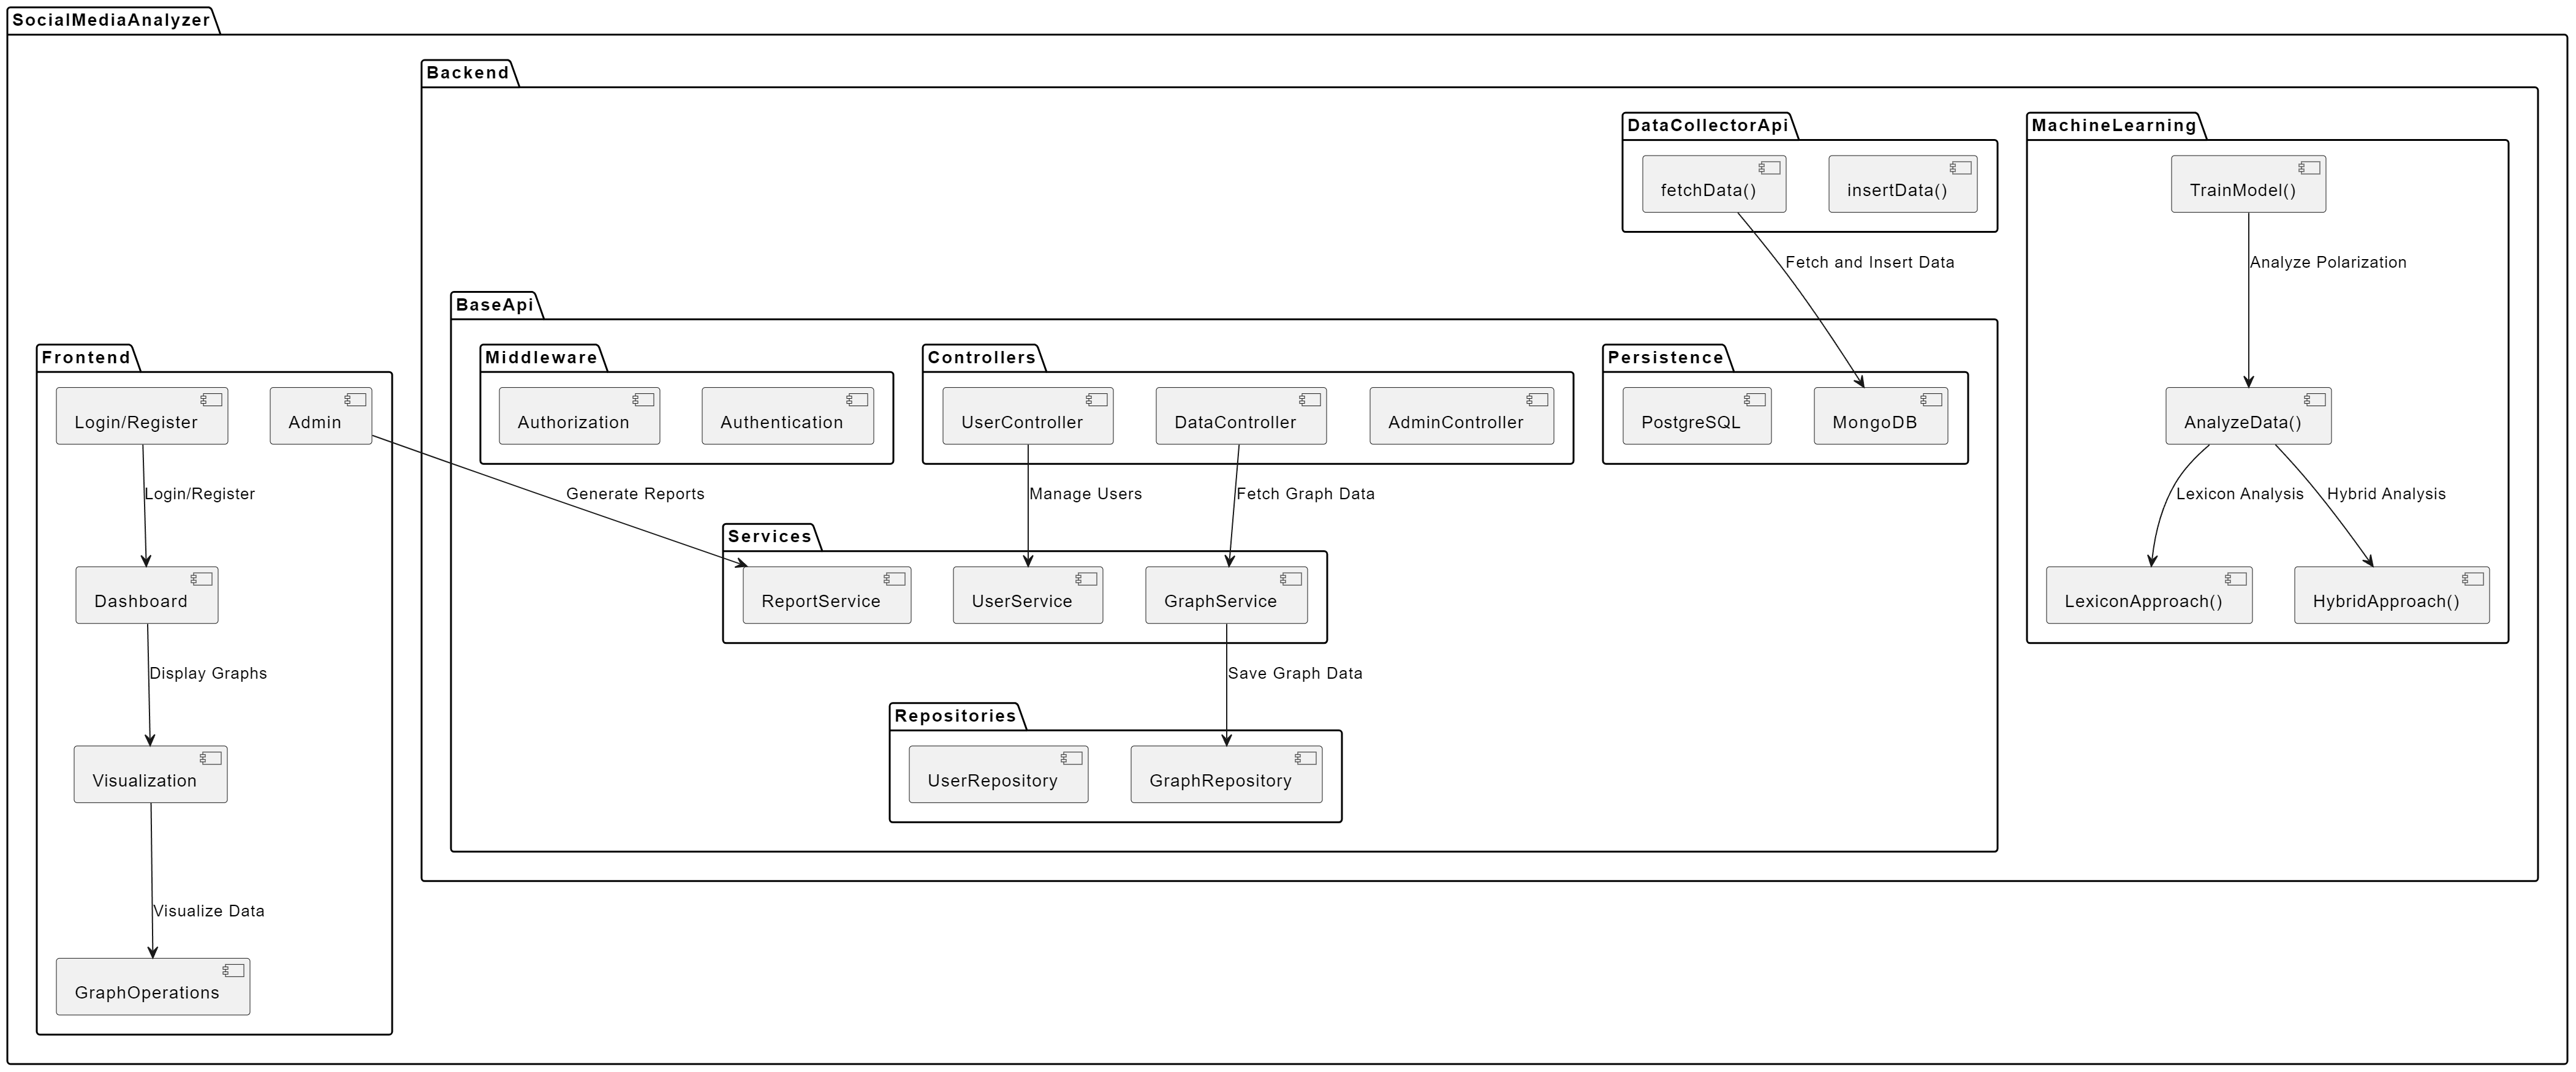 SocialMediaAnalyzer
Backend
DataCollectorApi
MachineLearning
fetchData()
insertData()
TrainModel()
Fetch and Insert Data
Analyze Polarization
BaseApi
Frontend
Middleware
Controllers
Persistence
Login/Register
Admin
Authorization
Authentication
UserController
DataController
AdminController
PostgreSQL
MongoDB
AnalyzeData()
Login/Register
Generate Reports
Manage Users
Fetch Graph Data
Lexicon Analysis
Hybrid Analysis
Services
Dashboard
ReportService
UserService
GraphService
LexiconApproach()
HybridApproach()
Display Graphs
Save Graph Data
Repositories
Visualization
UserRepository
GraphRepository
Visualize Data
GraphOperations